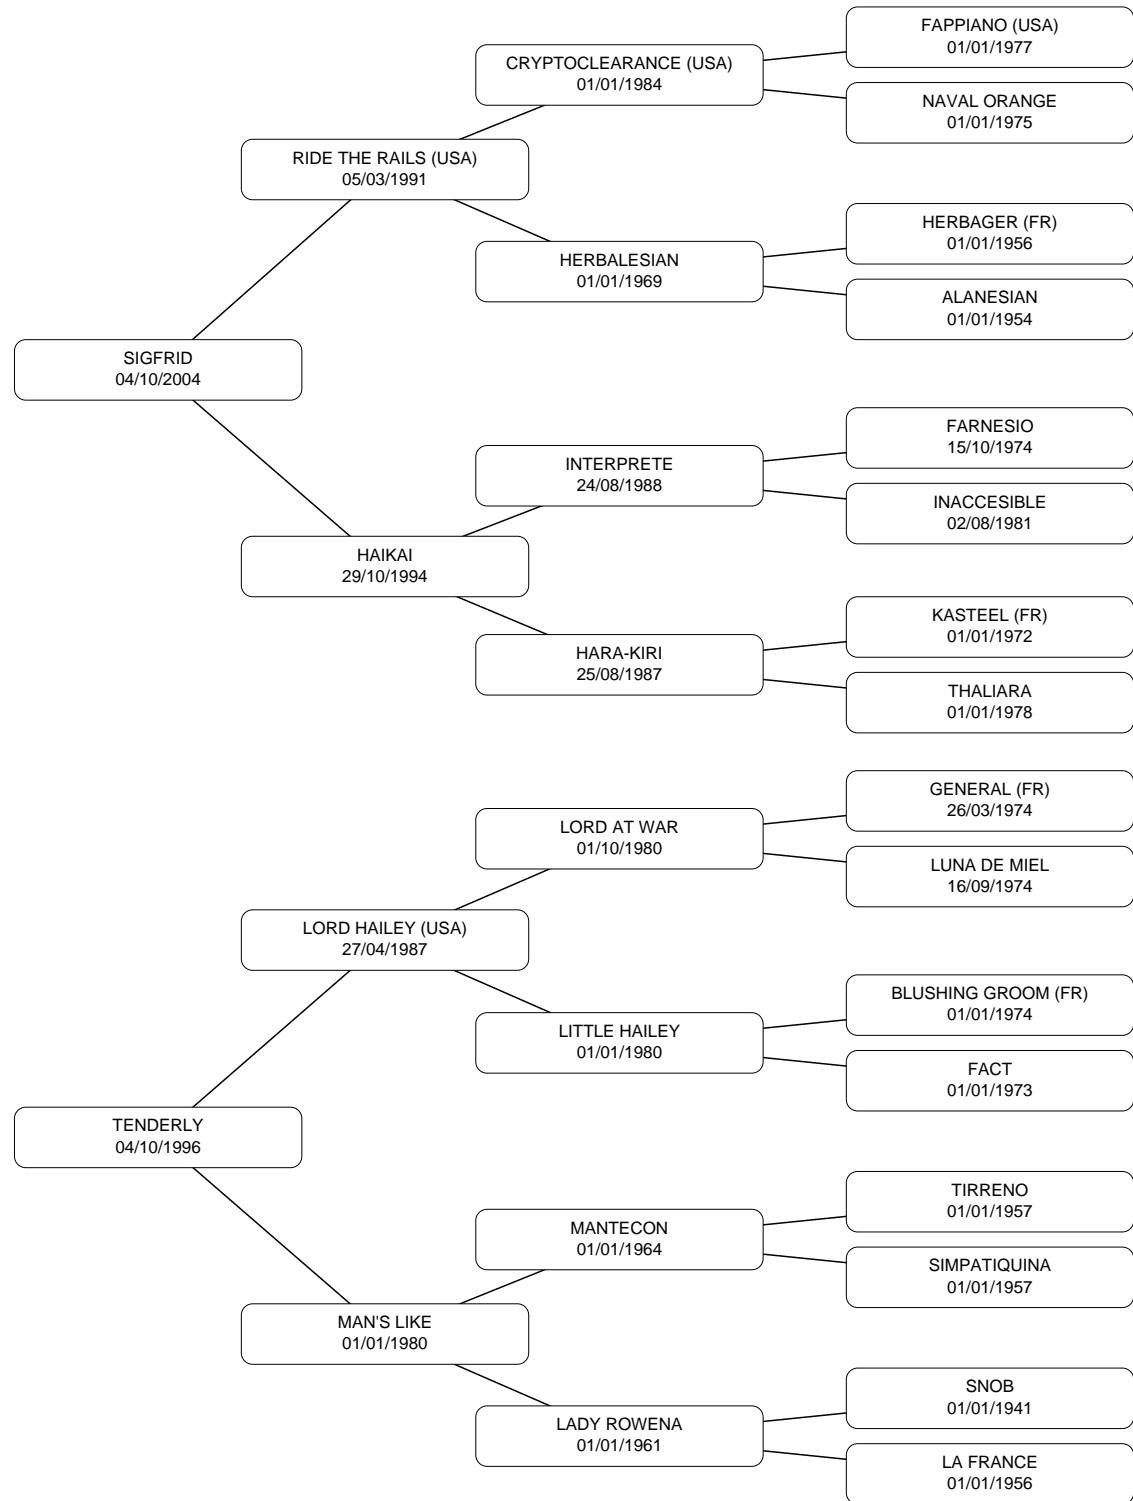 FAPPIANO (USA)
01/01/1977
CRYPTOCLEARANCE (USA)
01/01/1984
NAVAL ORANGE
01/01/1975
RIDE THE RAILS (USA)
05/03/1991
HERBAGER (FR)
01/01/1956
HERBALESIAN
01/01/1969
ALANESIAN
01/01/1954
SIGFRID
04/10/2004
FARNESIO
15/10/1974
INTERPRETE
24/08/1988
INACCESIBLE
02/08/1981
HAIKAI
29/10/1994
KASTEEL (FR)
01/01/1972
HARA-KIRI
25/08/1987
THALIARA
01/01/1978
GENERAL (FR)
26/03/1974
LORD AT WAR
01/10/1980
LUNA DE MIEL
16/09/1974
LORD HAILEY (USA)
27/04/1987
BLUSHING GROOM (FR)
01/01/1974
LITTLE HAILEY
01/01/1980
FACT
01/01/1973
TENDERLY
04/10/1996
TIRRENO
01/01/1957
MANTECON
01/01/1964
SIMPATIQUINA
01/01/1957
MAN'S LIKE
01/01/1980
SNOB
01/01/1941
LADY ROWENA
01/01/1961
LA FRANCE
01/01/1956